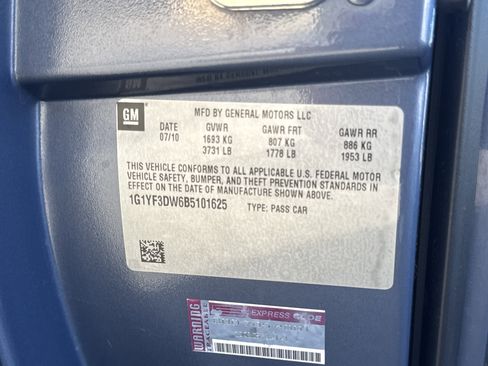 GM
MFD BY GENERAL MOTORS LLC
DATE GVWR GAWR FRT GAWR RR
07/10 1693 KG 807 KG 886 KG
3731 LB 1778 LB 1953 LB
THIS VEHICLE CONFORMS TO ALL APPLICABLE U.S. FEDERAL MOTOR
VEHICLE SAFETY, BUMPER, AND THEFT PREVENTION STANDARDS IN
EFFECT ON THE DATE OF MANUFACTURE SHOWN ABOVE.
1G1YF3DW6B5101625
TYPE: PASS CAR
WARNING
TRACEABLE
EXPRESS CODE